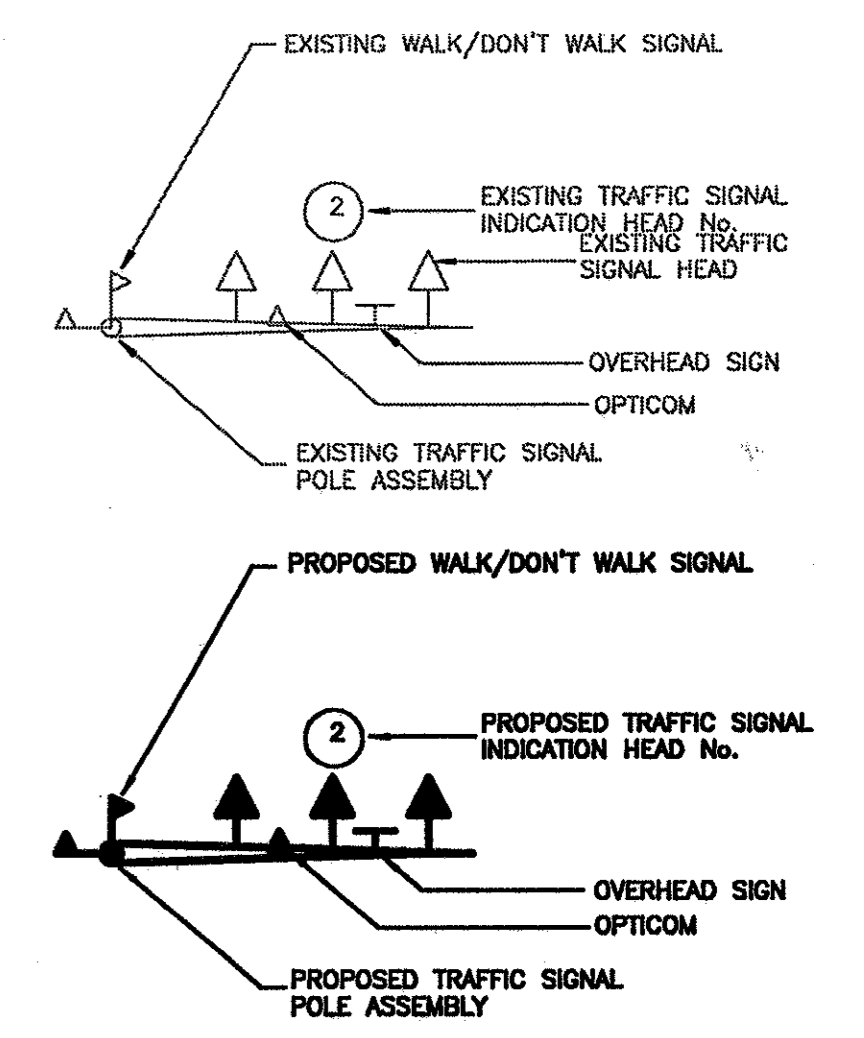 EXISTING WALK/DON'T WALK SIGNAL
2
EXISTING TRAFFIC SIGNAL
INDICATION HEAD No.
EXISTING TRAFFIC
SIGNAL HEAD
OVERHEAD SIGN
OPTICOM
EXISTING TRAFFIC SIGNAL
POLE ASSEMBLY
PROPOSED WALK/DON'T WALK SIGNAL
2
PROPOSED TRAFFIC SIGNAL
INDICATION HEAD No.
OVERHEAD SIGN
OPTICOM
PROPOSED TRAFFIC SIGNAL
POLE ASSEMBLY